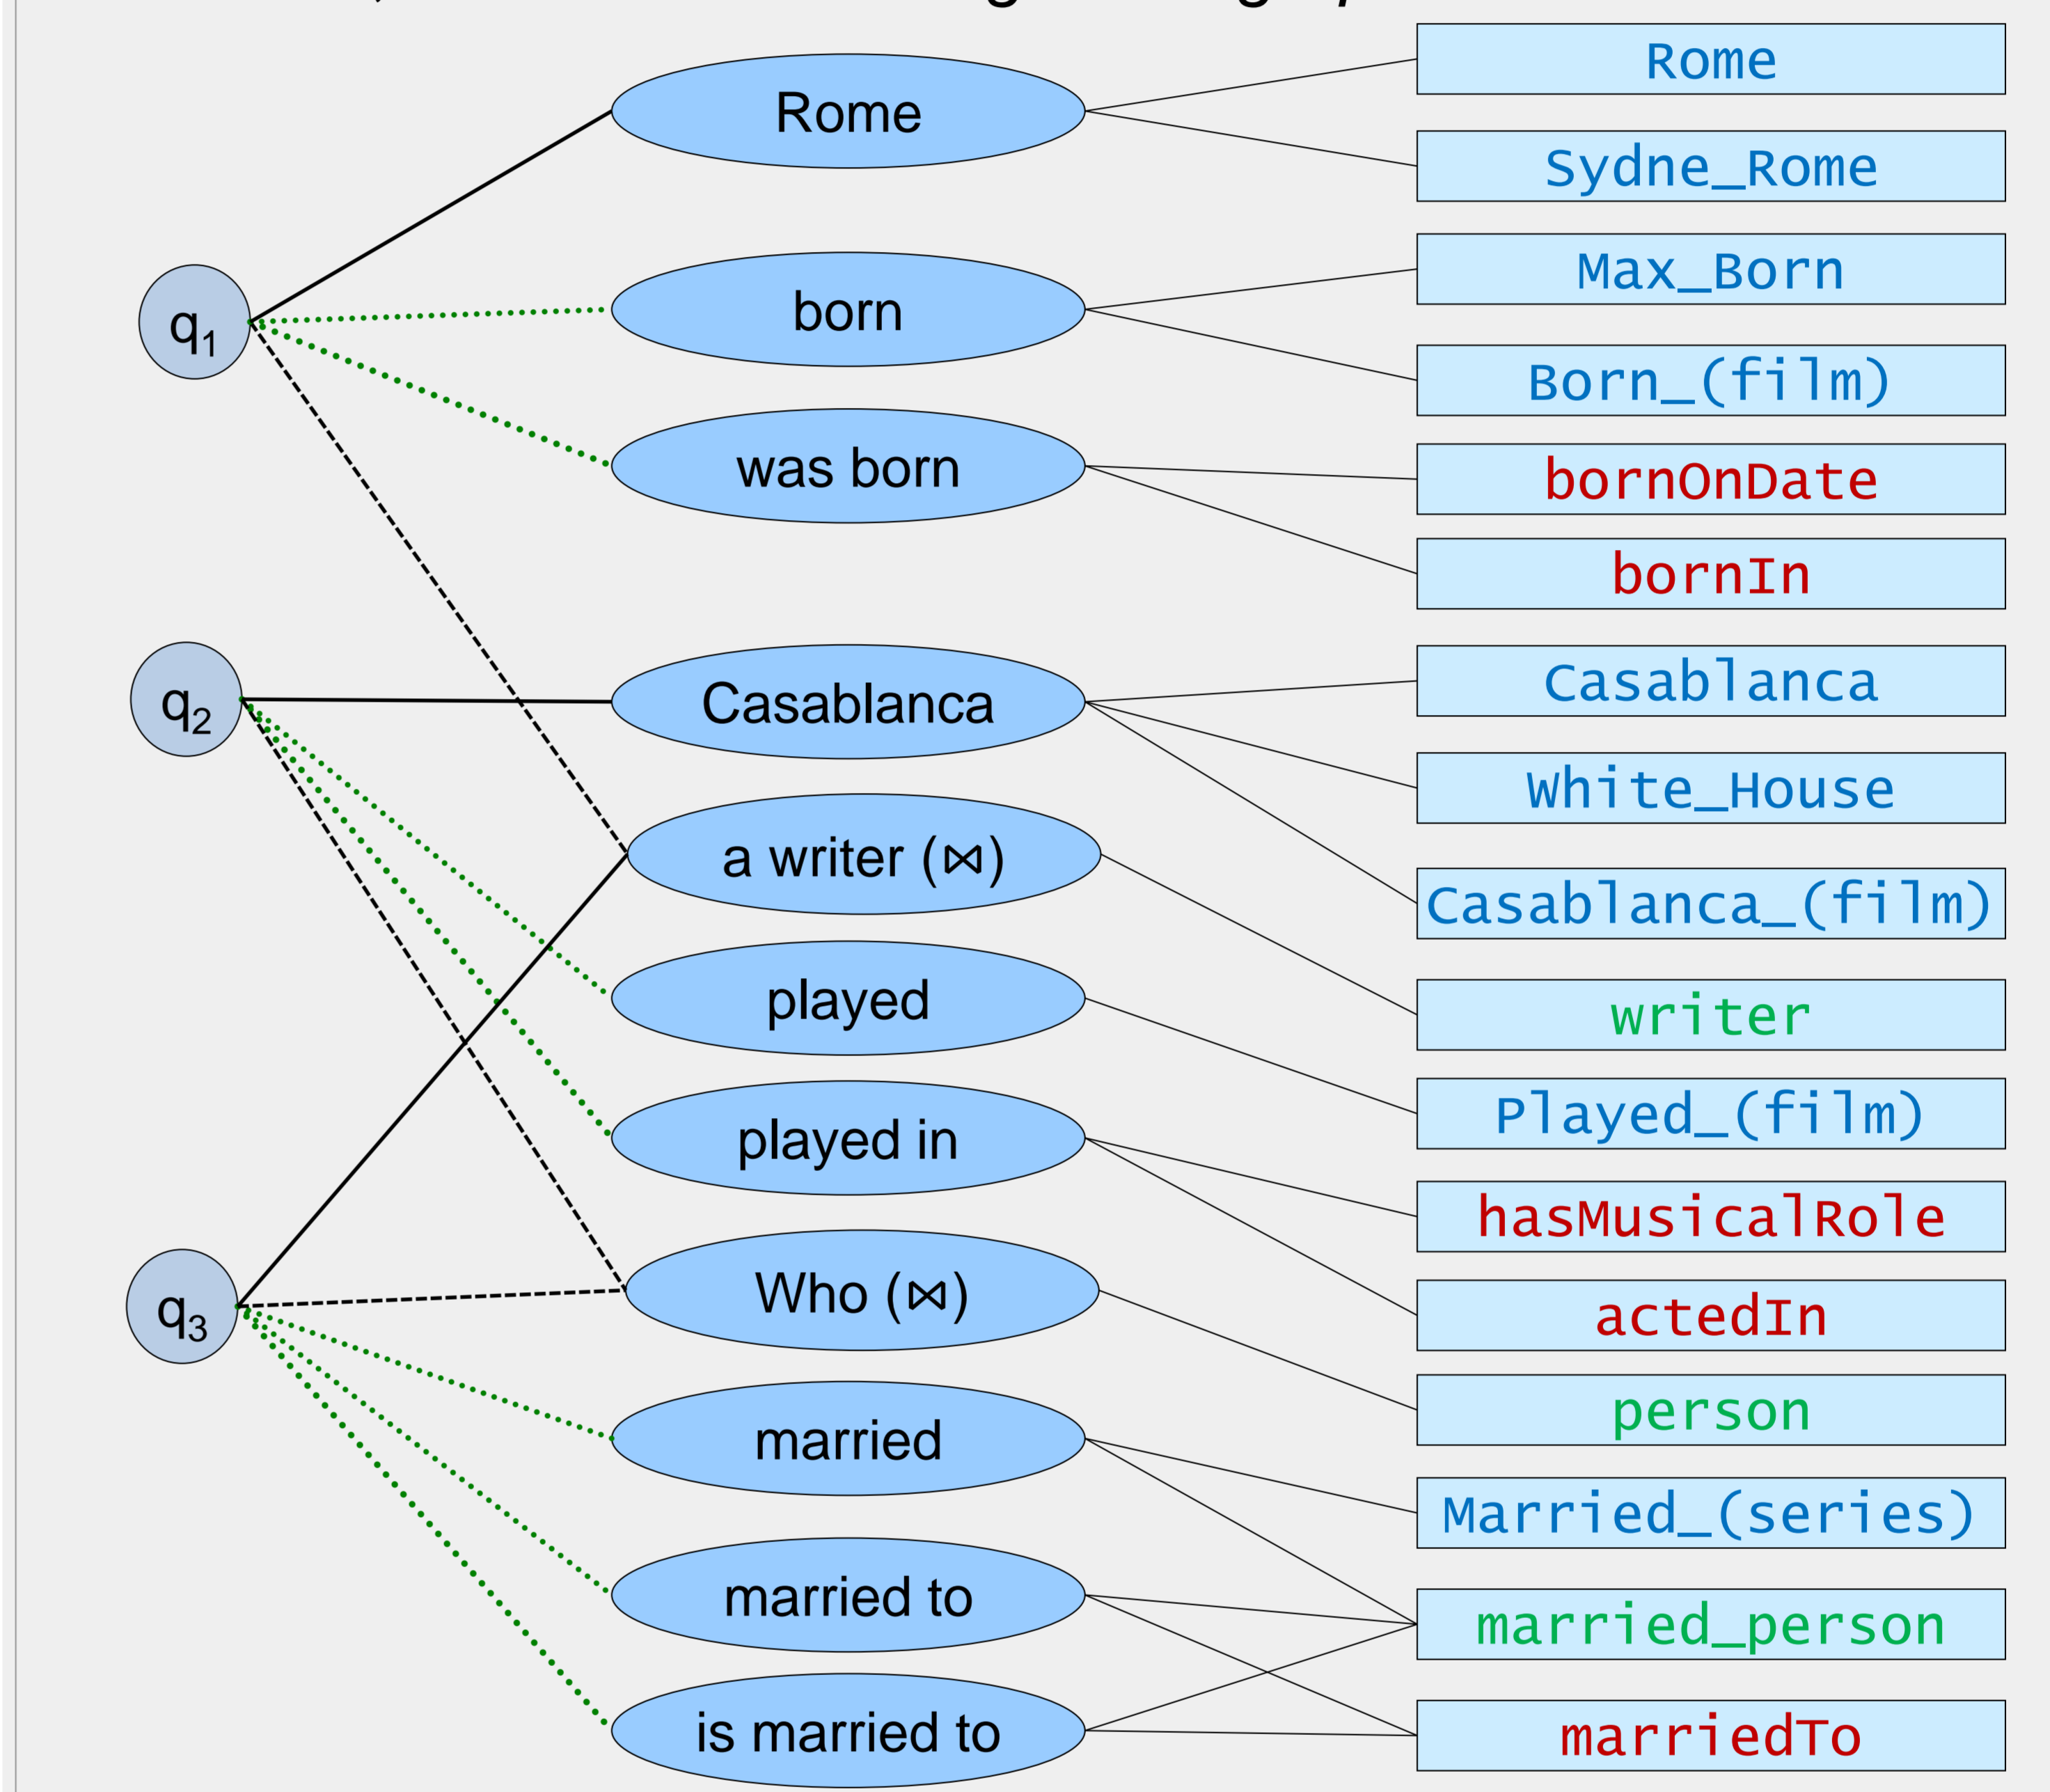 Rome
Rome
Sydne_Rome
Max_Born
born
q1
Born_(film)
was born
bornOnDate
bornIn
Casablanca
Casablanca
q2
White_House
a writer (⋈)
Casablanca_(film)
played
writer
Played_(film)
played in
hasMusicalRole
Who (⋈)
actedIn
q3
person
married
Married_(series)
married to
married_person
is married to
marriedTo